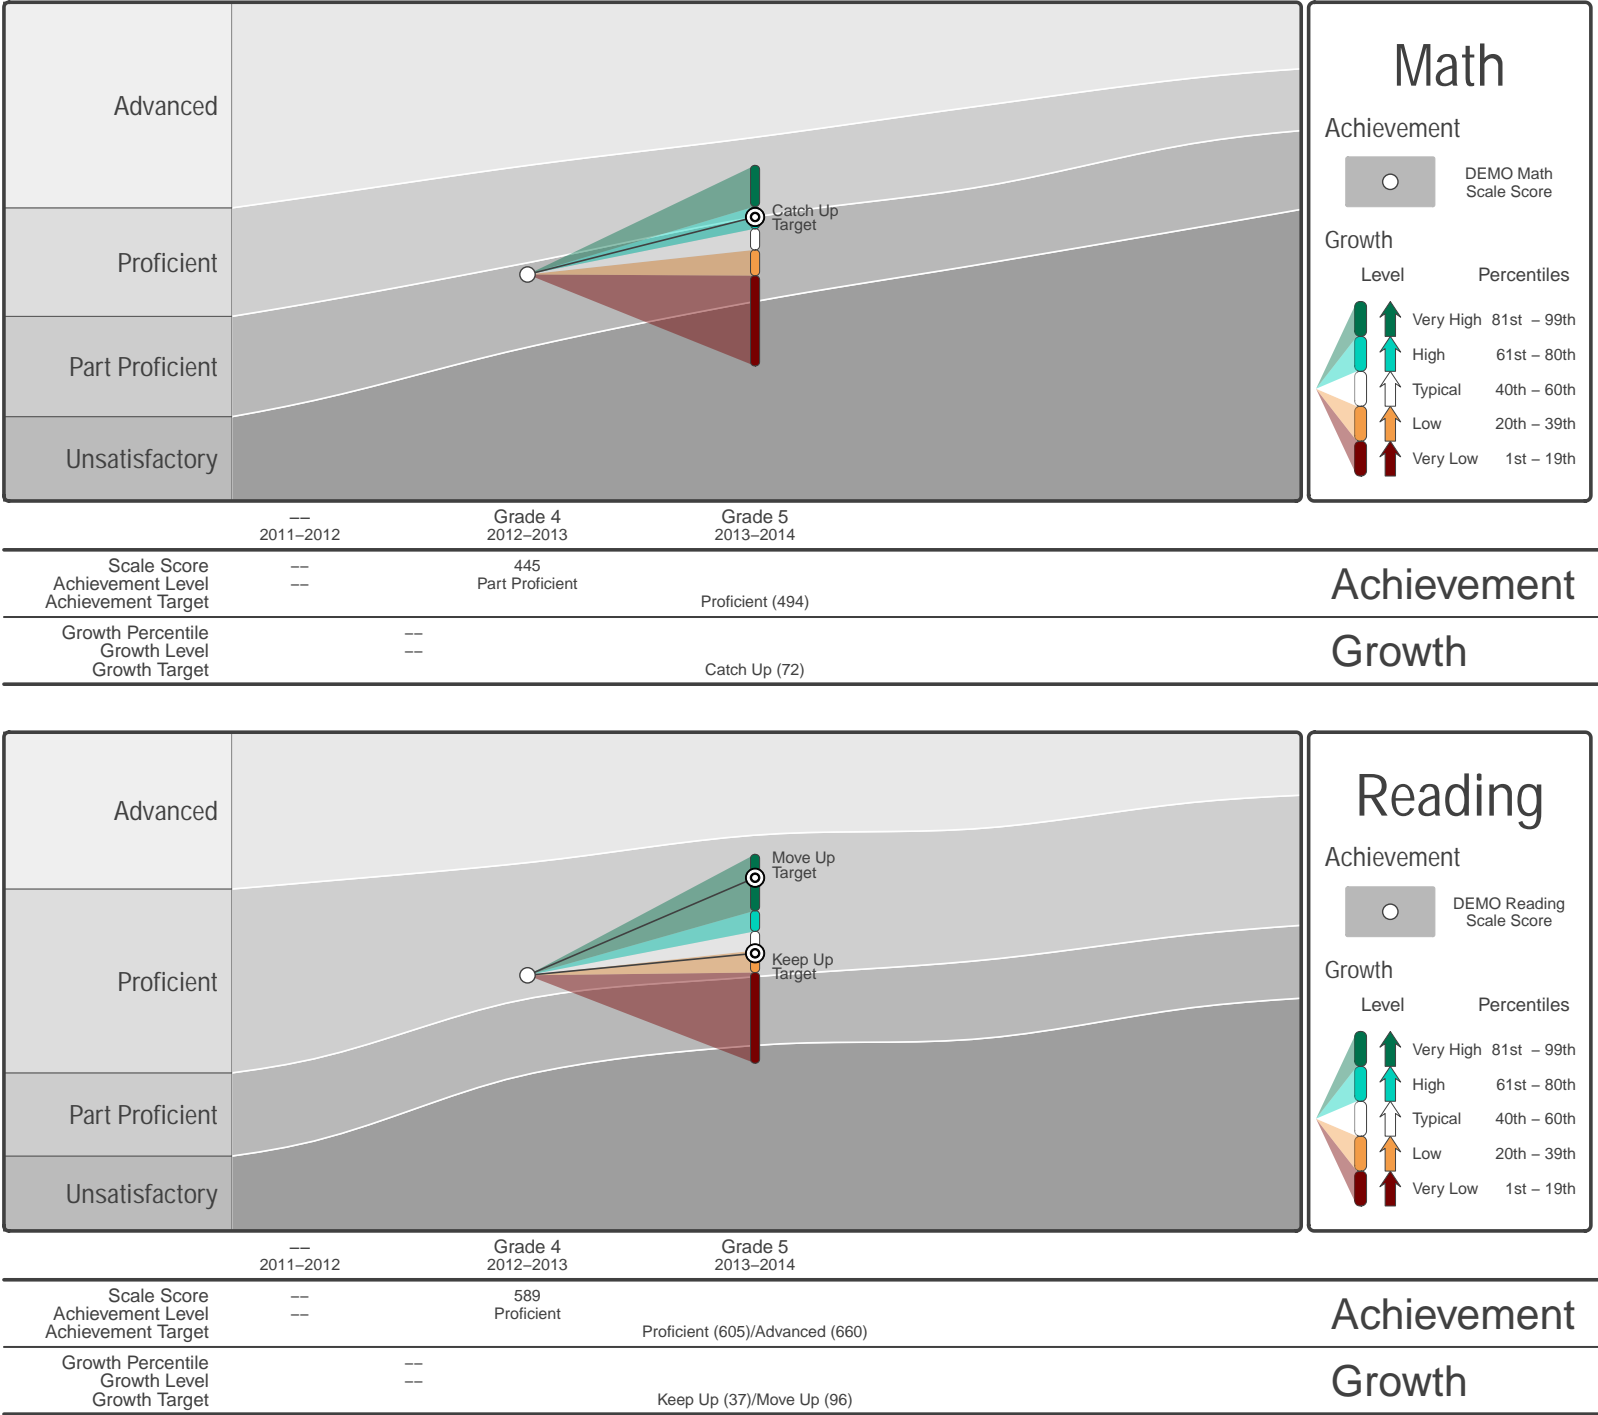 Advanced
Proficient
Part Proficient
Unsatisfactory
Catch Up
Target
Math
Achievement
DEMO Math
Scale Score
Growth
Level Percentiles
Very High 81st – 99th
High 61st – 80th
Typical 40th – 60th
Low 20th – 39th
Very Low 1st – 19th
–– Grade 4 Grade 5
2011–2012 2012–2013 2013–2014
Scale Score –– 445
Achievement Level –– Part Proficient
Achievement Target Proficient (494)
Achievement
Growth Percentile ––
Growth Level ––
Growth Target Catch Up (72)
Growth
Advanced
Proficient
Part Proficient
Unsatisfactory
Move Up
Target
Keep Up
Target
Reading
Achievement
DEMO Reading
Scale Score
Growth
Level Percentiles
Very High 81st – 99th
High 61st – 80th
Typical 40th – 60th
Low 20th – 39th
Very Low 1st – 19th
–– Grade 4 Grade 5
2011–2012 2012–2013 2013–2014
Scale Score –– 589
Achievement Level –– Proficient
Achievement Target Proficient (605)/Advanced (660)
Achievement
Growth Percentile ––
Growth Level ––
Growth Target Keep Up (37)/Move Up (96)
Growth